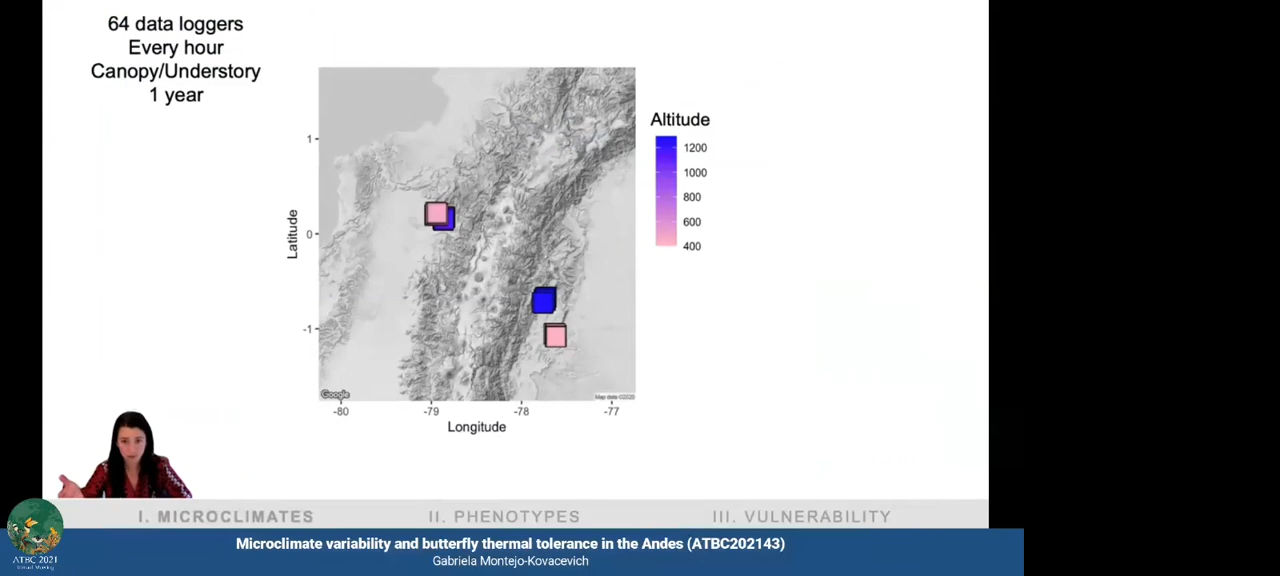 64 data loggers
Every hour
Canopy/Understory
1 year
Altitude
1200
1000
800
600
400
1
0
-1
Latitude
Google
Map data ©2020
-80
-79
-78
-77
Longitude
I. MICROCLIMATES
II. PHENOTYPES
III. VULNERABILITY
ATBC 2021
Microclimate variability and butterfly thermal tolerance in the Andes (ATBC202143)
Gabriela Montejo-Kovacevich